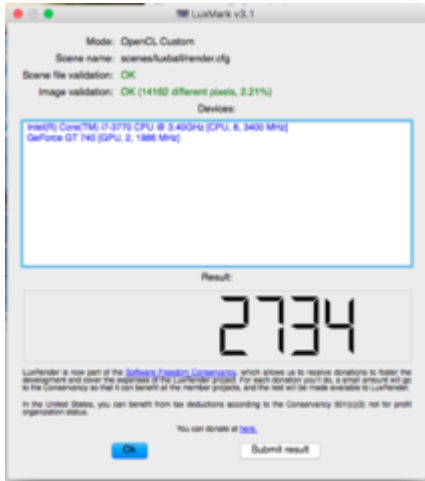 LuxMark v3.1
Mode: OpenCL Custom
Scene name: scenes/luxball/render.cfg
Scene file validation: OK
Image validation: OK (14162 different pixels, 2.21%)
Devices:
Intel(R) Core(TM) i7-3770 CPU @ 3.40GHz [CPU, 8, 3400 MHz]
GeForce GT 740 [GPU, 2, 1986 MHz]
Result:
2734
LuxRender is now part of the Software Freedom Conservancy, which allows us to receive donations to foster the
development and cover the expenses of the LuxRender project. For each donation you'll do, a small amount will go
to the Conservancy so that it can benefit all the member projects, and the rest will be made available to LuxRender.
In the United States, you can benefit from tax deductions according to the Conservancy 501(c)(3) not for profit
organization status.
You can donate at here.
Ok
Submit result